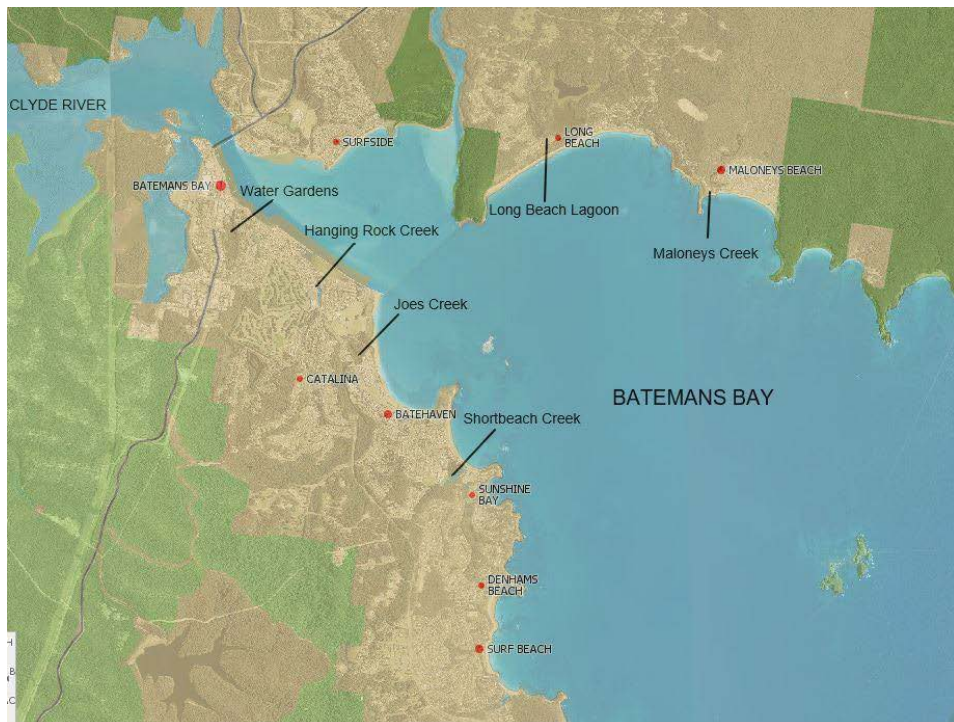 CLYDE RIVER
SURFSIDE
LONG
BEACH
MALONEYS BEACH
BATEMANS BAY
Water Gardens
Long Beach Lagoon
Hanging Rock Creek
Maloneys Creek
Joes Creek
CATALINA
BATEMANS BAY
BATEHAVEN
Shortbeach Creek
SUNSHINE
BAY
DENHAMS
BEACH
SURF BEACH
H
B
AC